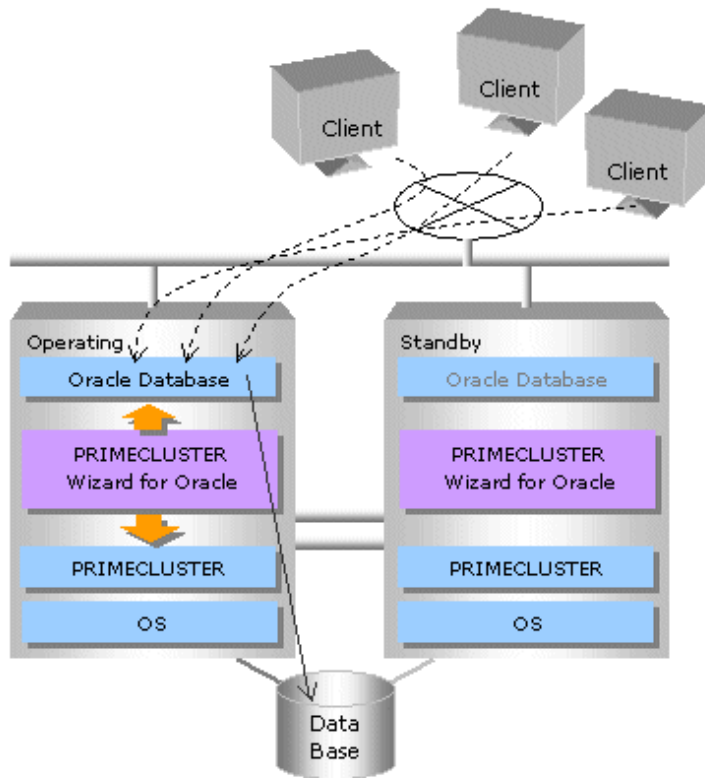 Client
Client
Client
Operating
Oracle Database
PRIMECLUSTER
Wizard for Oracle
PRIMECLUSTER
OS
Standby
Oracle Database
PRIMECLUSTER
Wizard for Oracle
PRIMECLUSTER
OS
Data
Base